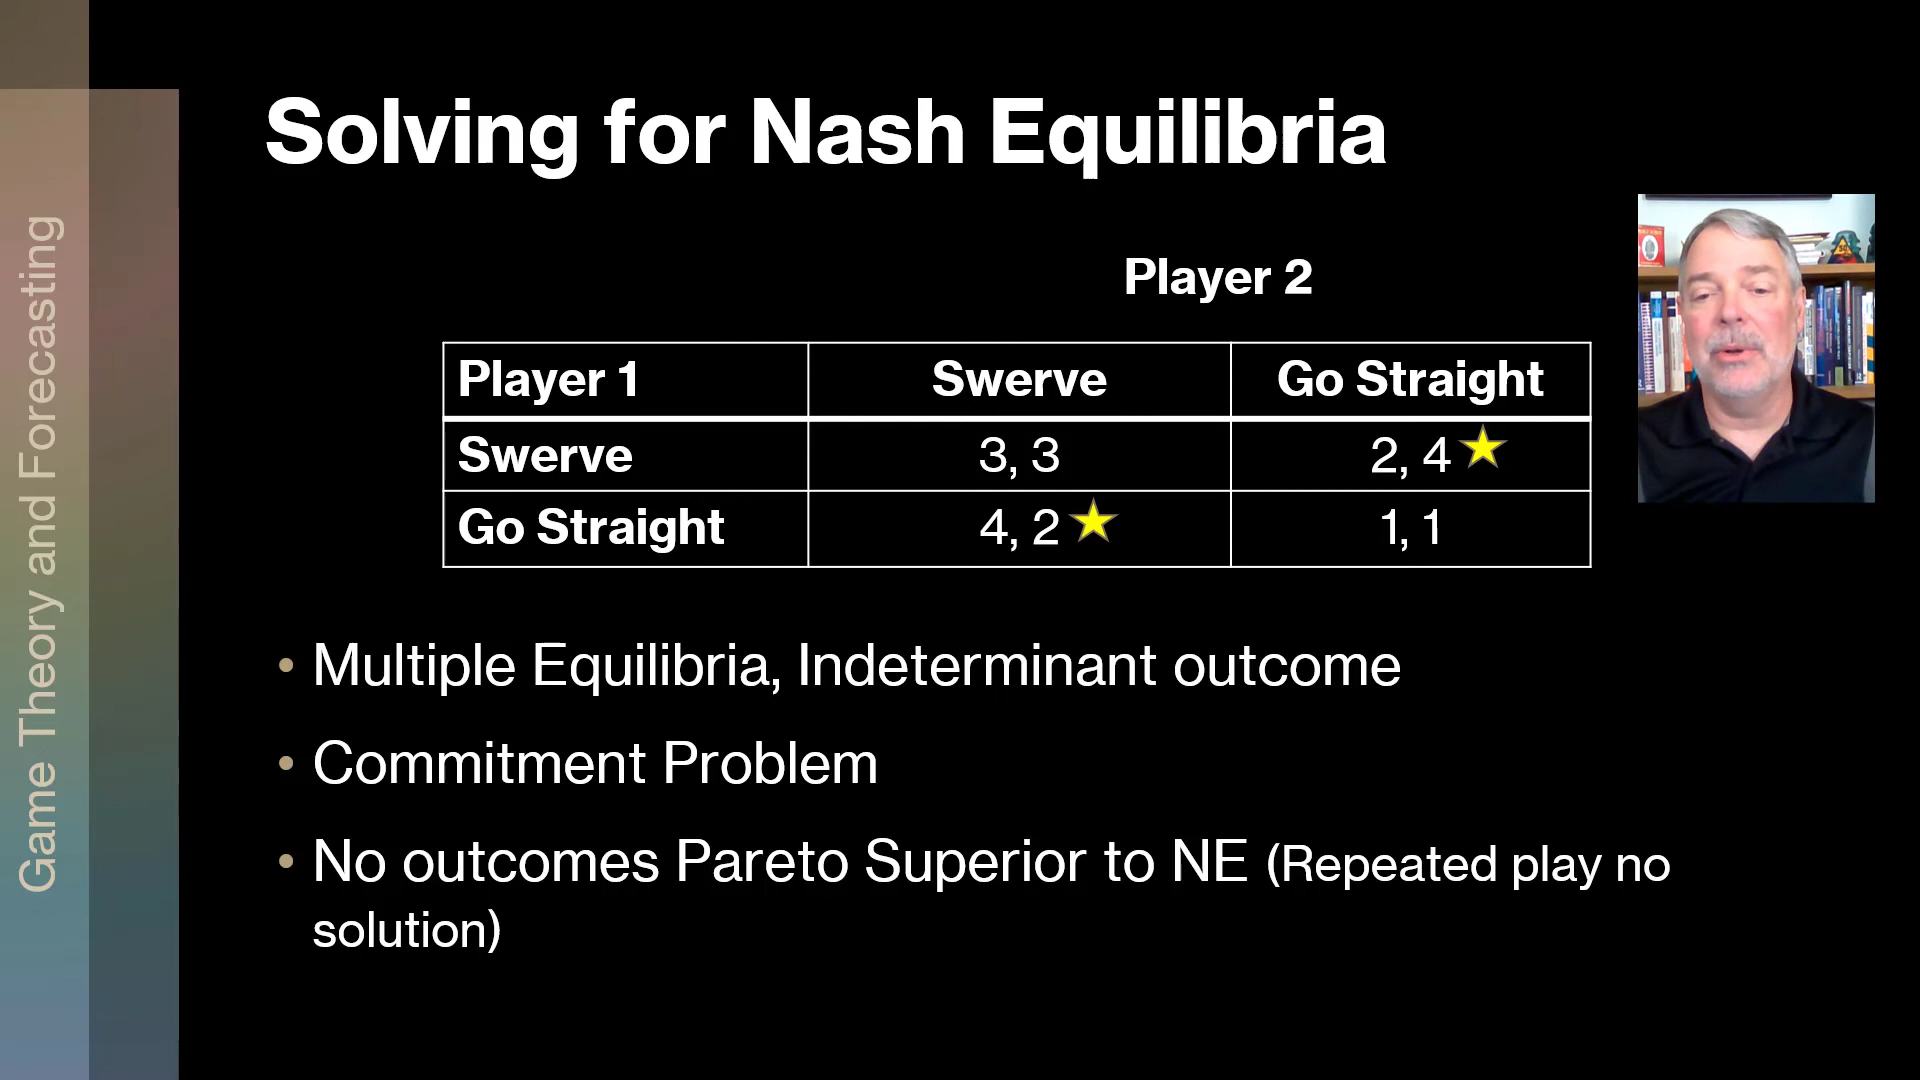 Game Theory and Forecasting
Solving for Nash Equilibria
Player 2
Player 1 Swerve Go Straight
Swerve 3, 3 2, 4
Go Straight 4, 2 1, 1
• Multiple Equilibria, Indeterminant outcome
• Commitment Problem
• No outcomes Pareto Superior to NE (Repeated play no
solution)